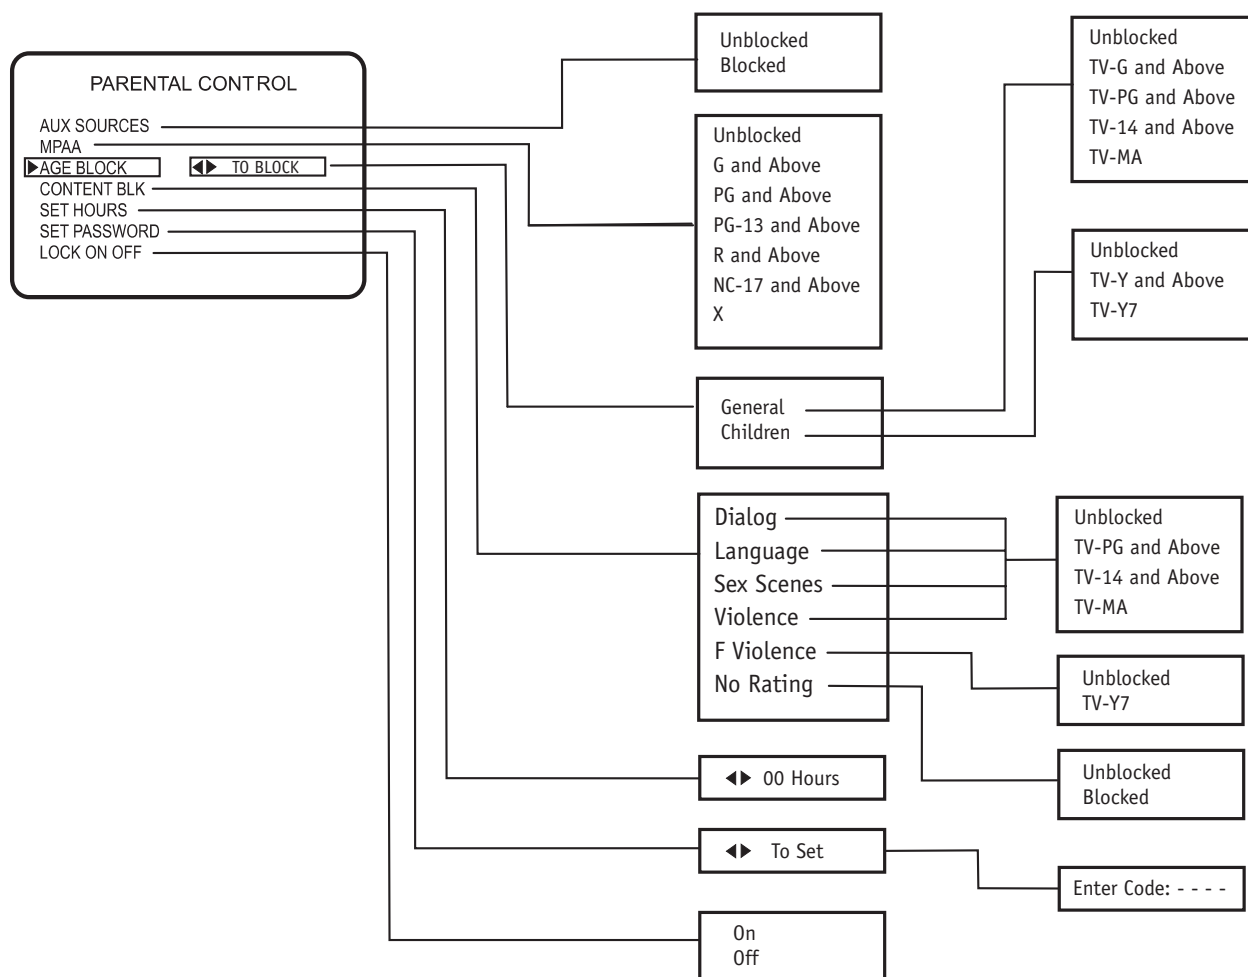 PARENTAL CONTROL
AUX SOURCES
MPAA
▶AGE BLOCK ◀▶ TO BLOCK
CONTENT BLK
SET HOURS
SET PASSWORD
LOCK ON OFF
Unblocked
Blocked
Unblocked
G and Above
PG and Above
PG-13 and Above
R and Above
NC-17 and Above
X
General
Children
Unblocked
TV-G and Above
TV-PG and Above
TV-14 and Above
TV-MA
Unblocked
TV-Y and Above
TV-Y7
Dialog
Language
Sex Scenes
Violence
F Violence
No Rating
Unblocked
TV-PG and Above
TV-14 and Above
TV-MA
Unblocked
TV-Y7
Unblocked
Blocked
◀▶ 00 Hours
◀▶ To Set
Enter Code: - - - -
On
Off